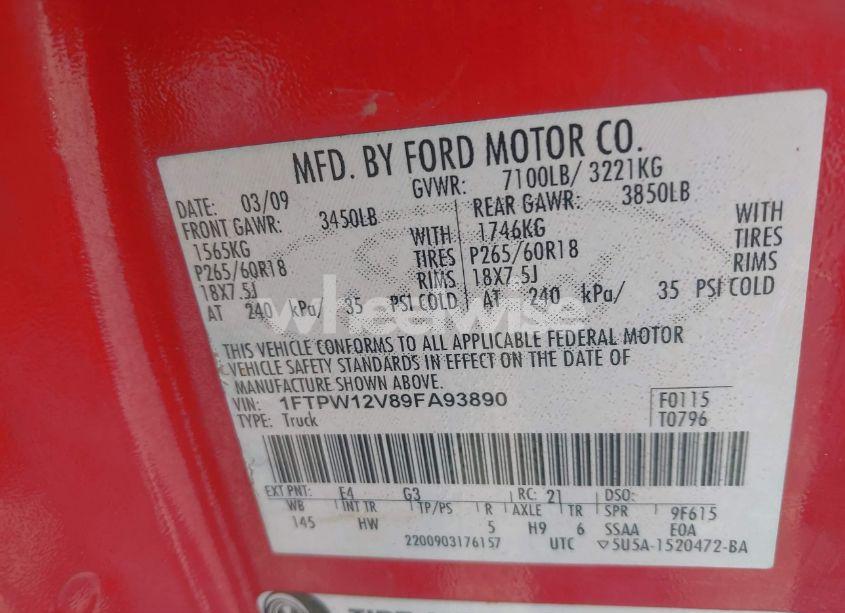 MFD. BY FORD MOTOR CO.
DATE: 03/09 GVWR: 7100LB/ 3221KG
FRONT GAWR: 3450LB REAR GAWR: 3850LB
1565KG WITH 1746KG WITH
P265/60R18 TIRES P265/60R18 TIRES
18X7.5J RIMS 18X7.5J RIMS
AT 240 kPa/ 35 PSI COLD AT 240 kPa/ 35 PSI COLD
wheelwise
THIS VEHICLE CONFORMS TO ALL APPLICABLE FEDERAL MOTOR
VEHICLE SAFETY STANDARDS IN EFFECT ON THE DATE OF
MANUFACTURE SHOWN ABOVE.
VIN: 1FTPW12V89FA93890 F0115
TYPE: Truck T0796
EXT PNT: E4 G3 RC: 21 DSO:
WB INT TR TP/PS R AXLE TR SPR 9F615
145 HW 5 H9 6 SSAA E0A
2200903176157 UTC ▽5U5A-1520472-BA